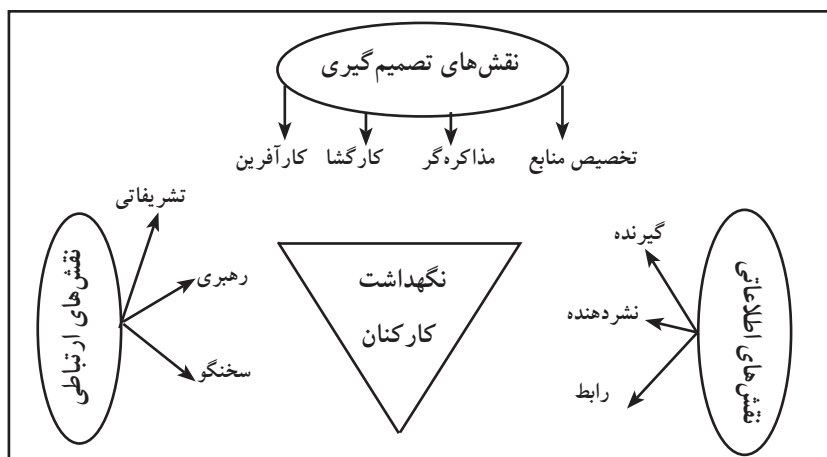 نقش‌های تصمیم‌گیری
تخصیص منابع
مذاکره‌گر
کارگشا
کارآفرین
نقش‌های اطلاعاتی
گیرنده
نشردهنده
رابط
نگهداشت
کارکنان
نقش‌های ارتباطی
تشریفاتی
رهبری
سخنگو